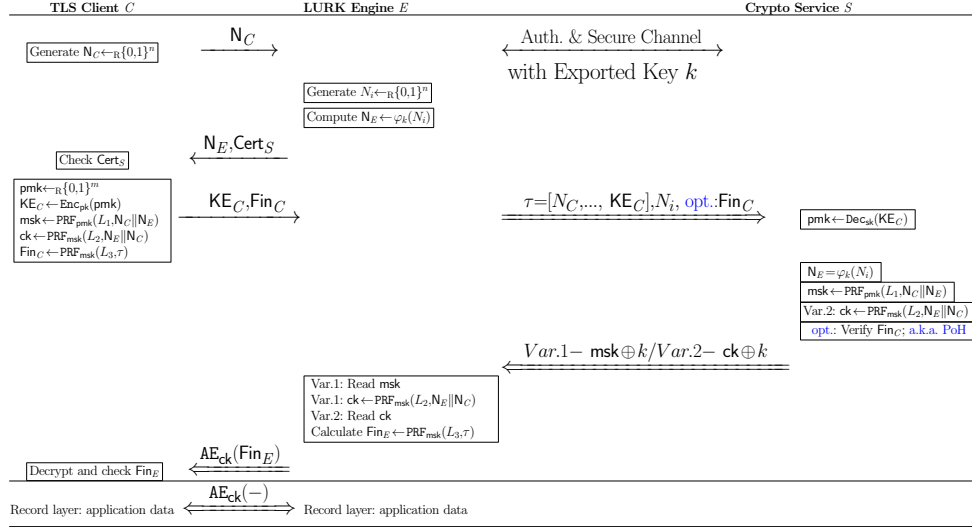 TLS Client C LURK Engine E Crypto Service S
Generate N_C←_R{0,1}^n
N_C
Auth. & Secure Channel
with Exported Key k
Generate N_i←_R{0,1}^n
Compute N_E←φ_k(N_i)
N_E,Cert_S
Check Cert_S
pmk←_R{0,1}^m
KE_C←Enc_pk(pmk)
msk←PRF_pmk(L_1,N_C‖N_E)
ck←PRF_msk(L_2,N_E‖N_C)
Fin_C←PRF_msk(L_3,τ)
KE_C,Fin_C
τ=[N_C,..., KE_C],N_i, opt.:Fin_C
pmk←Dec_sk(KE_C)
N_E=φ_k(N_i)
msk←PRF_pmk(L_1,N_C‖N_E)
Var.2: ck←PRF_msk(L_2,N_E‖N_C)
opt.: Verify Fin_C; a.k.a. PoH
Var.1− msk⊕k/Var.2− ck⊕k
Var.1: Read msk
Var.1: ck←PRF_msk(L_2,N_E‖N_C)
Var.2: Read ck
Calculate Fin_E←PRF_msk(L_3,τ)
AE_ck(Fin_E)
Decrypt and check Fin_E
AE_ck(−)
Record layer: application data Record layer: application data